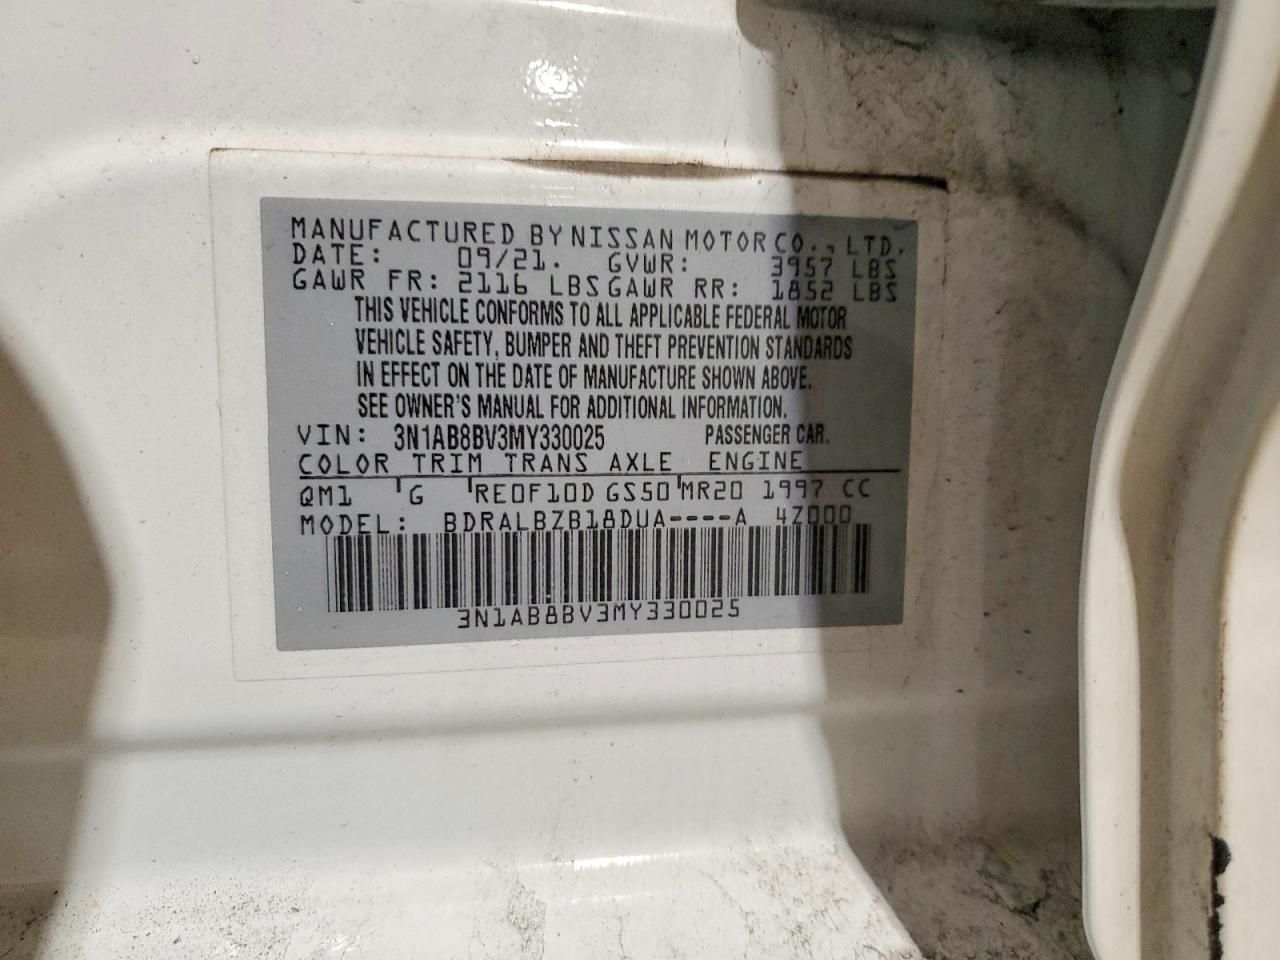 MANUFACTURED BY NISSAN MOTOR CO., LTD.
DATE: 09/21. GVWR: 3957 LBS
GAWR FR: 2116 LBS GAWR RR: 1852 LBS
THIS VEHICLE CONFORMS TO ALL APPLICABLE FEDERAL MOTOR
VEHICLE SAFETY, BUMPER AND THEFT PREVENTION STANDARDS
IN EFFECT ON THE DATE OF MANUFACTURE SHOWN ABOVE.
SEE OWNER'S MANUAL FOR ADDITIONAL INFORMATION.
VIN: 3N1AB8BV3MY330025 PASSENGER CAR.
COLOR TRIM TRANS AXLE ENGINE
QM1 'G 'RE0F10D GS50 'MR20 1997 CC
MODEL: BDRALBZB18DUA----A 4Z000
3N1AB8BV3MY330025